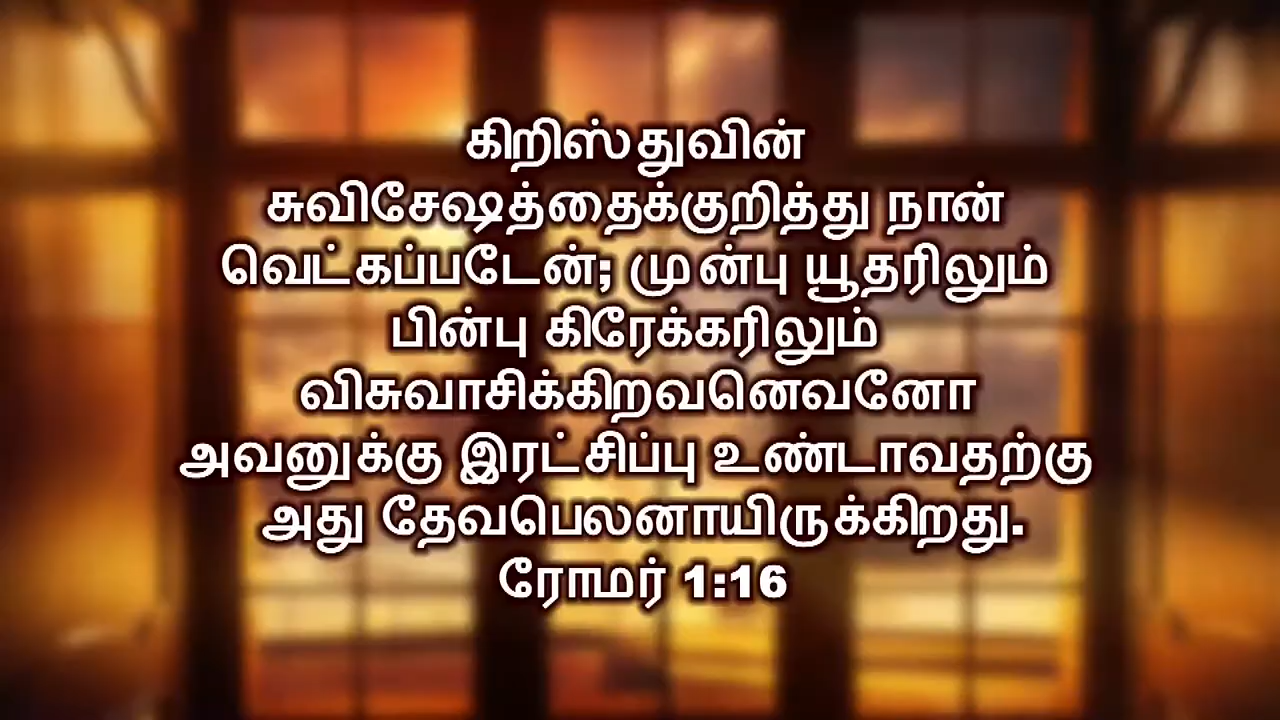 கிறிஸ்துவின்
சுவிசேஷத்தைக்குறித்து நான்
வெட்கப்படேன்; முன்பு யூதரிலும்
பின்பு கிரேக்கரிலும்
விசுவாசிக்கிறவனெவனோ
அவனுக்கு இரட்சிப்பு உண்டாவதற்கு
அது தேவபெலனாயிருக்கிறது.
ரோமர் 1:16